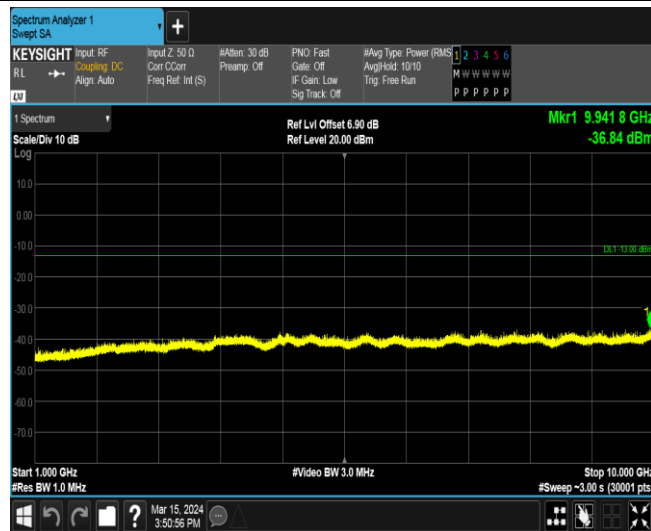 Spectrum Analyzer 1
Swept SA
+
KEYSIGHT
RL
Input: RF
Coupling: DC
Align: Auto
Input Z: 50 Ω
Corr CCorr
Freq Ref: Int (S)
#Atten: 30 dB
Preamp: Off
PNO: Fast
Gate: Off
IF Gain: Low
Sig Track: Off
#Avg Type: Power (RMS
Avg|Hold: 10/10
Trig: Free Run
1 2 3 4 5 6
M W W W W W
P P P P P P
LXI
1 Spectrum
Scale/Div 10 dB
Log
Ref Lvl Offset 6.90 dB
Ref Level 20.00 dBm
Mkr1 9.941 8 GHz
-36.84 dBm
10.0
0.00
-10.0
DL1 -13.00 dBm
-20.0
-30.0
1
-40.0
-50.0
-60.0
-70.0
Start 1.000 GHz
#Res BW 1.0 MHz
#Video BW 3.0 MHz
Stop 10.000 GHz
#Sweep ~3.00 s (30001 pts
?
Mar 15, 2024
3:50:56 PM